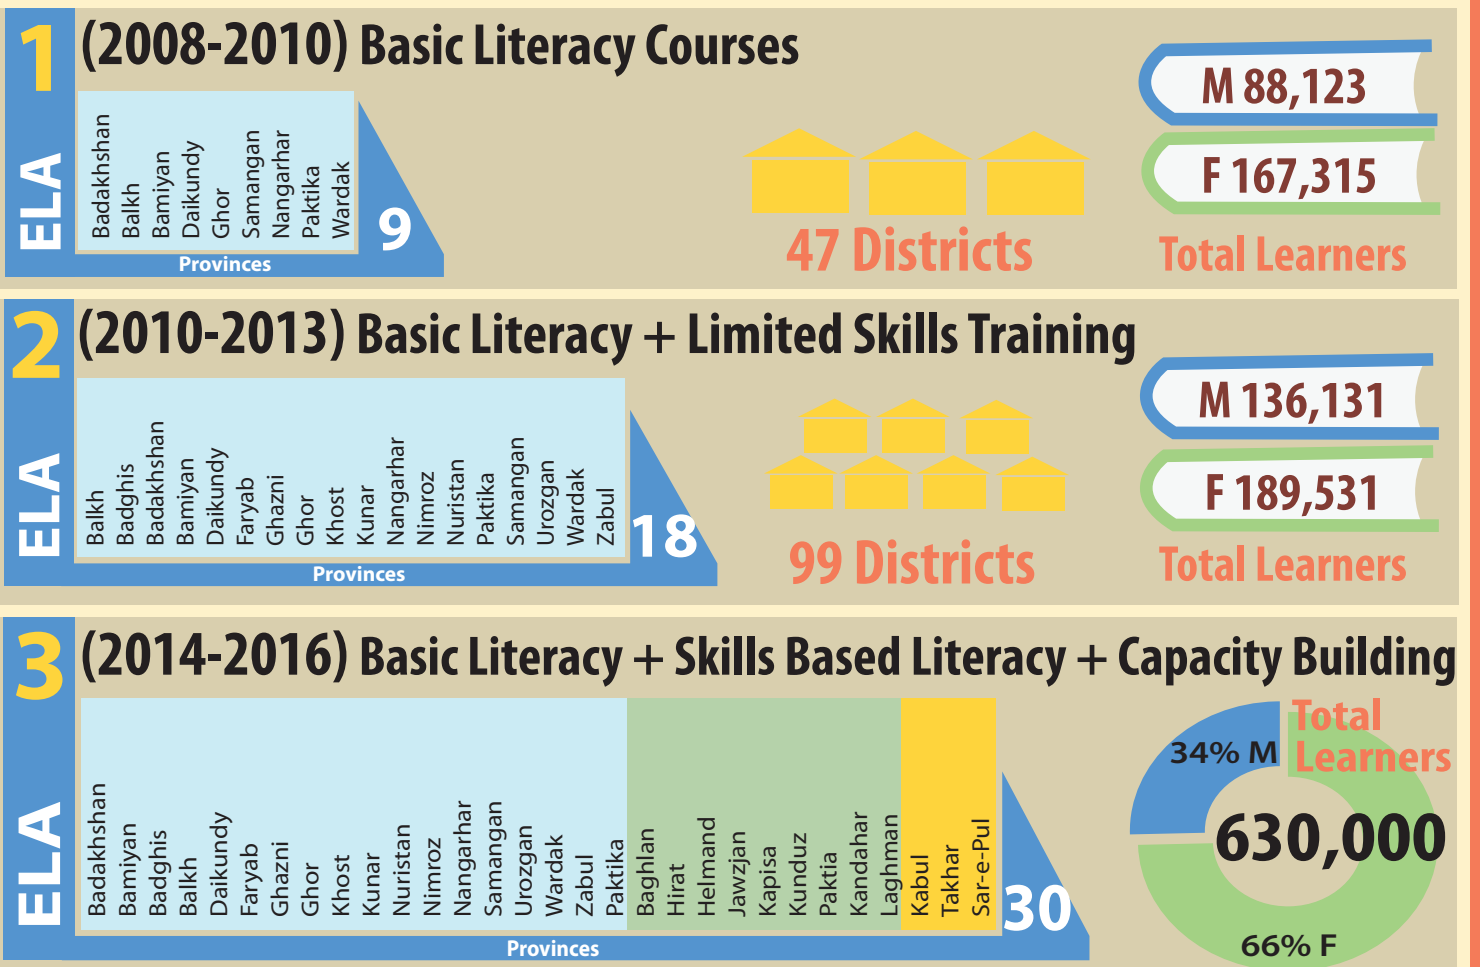 1
ELA
(2008-2010) Basic Literacy Courses
Badakhshan
Balkh
Bamiyan
Daikundy
Ghor
Samangan
Nangarhar
Paktika
Wardak
9
Provinces
47 Districts
M 88,123
F 167,315
Total Learners
2
ELA
(2010-2013) Basic Literacy + Limited Skills Training
Balkh
Badghis
Badakhshan
Bamiyan
Daikundy
Faryab
Ghazni
Ghor
Khost
Kunar
Nangarhar
Nimroz
Nuristan
Paktika
Samangan
Urozgan
Wardak
Zabul
18
Provinces
99 Districts
M 136,131
F 189,531
Total Learners
3
ELA
(2014-2016) Basic Literacy + Skills Based Literacy + Capacity Building
Badakhshan
Bamiyan
Badghis
Balkh
Daikundy
Faryab
Ghazni
Ghor
Khost
Kunar
Nuristan
Nimroz
Nangarhar
Samangan
Urozgan
Wardak
Zabul
Paktika
Baghlan
Hirat
Helmand
Jawzjan
Kapisa
Kunduz
Paktia
Kandahar
Laghman
Kabul
Takhar
Sar-e-Pul
30
Provinces
Total
Learners
34% M
630,000
66% F